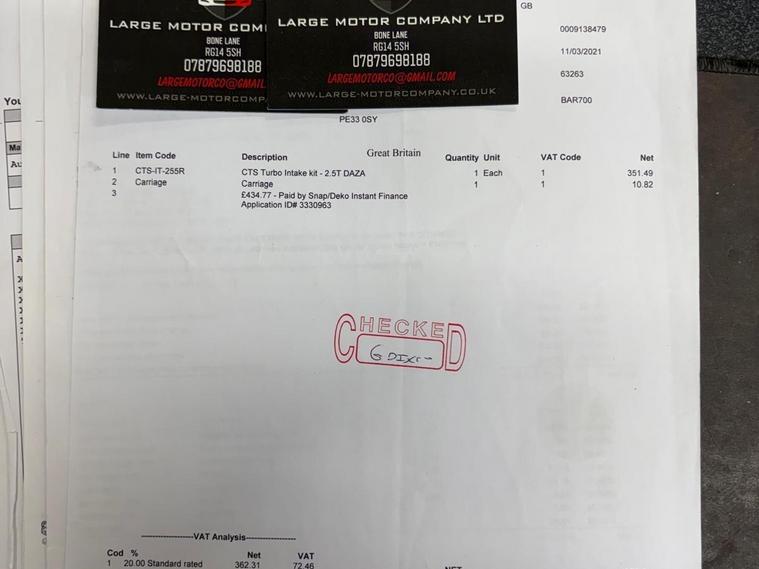 LARGE MOTOR COM
BONE LANE
RG14 5SH
07879698188
LARGEMOTORCO@GMAIL
WWW.LARGE-MOTORCOMP
LARGE MOTOR COMPANY LTD
BONE LANE
RG14 5SH
07879698188
LARGEMOTORCO@GMAIL.COM
WWW.LARGE-MOTORCOMPANY.CO.UK
GB
0009138479
11/03/2021
63263
BAR700
PE33 0SY
Great Britain
Line Item Code Description Quantity Unit VAT Code Net
1 CTS-IT-255R CTS Turbo Intake kit - 2.5T DAZA 1 Each 1 351.49
2 Carriage Carriage 1 1 10.82
3 £434.77 - Paid by Snap/Deko Instant Finance
Application ID# 3330963
CHECKED
G DIX
-----------------VAT Analysis-----------------
Cod % Net VAT
1 20.00 Standard rated 362.31 72.46
NET
You
Ma
Au
A